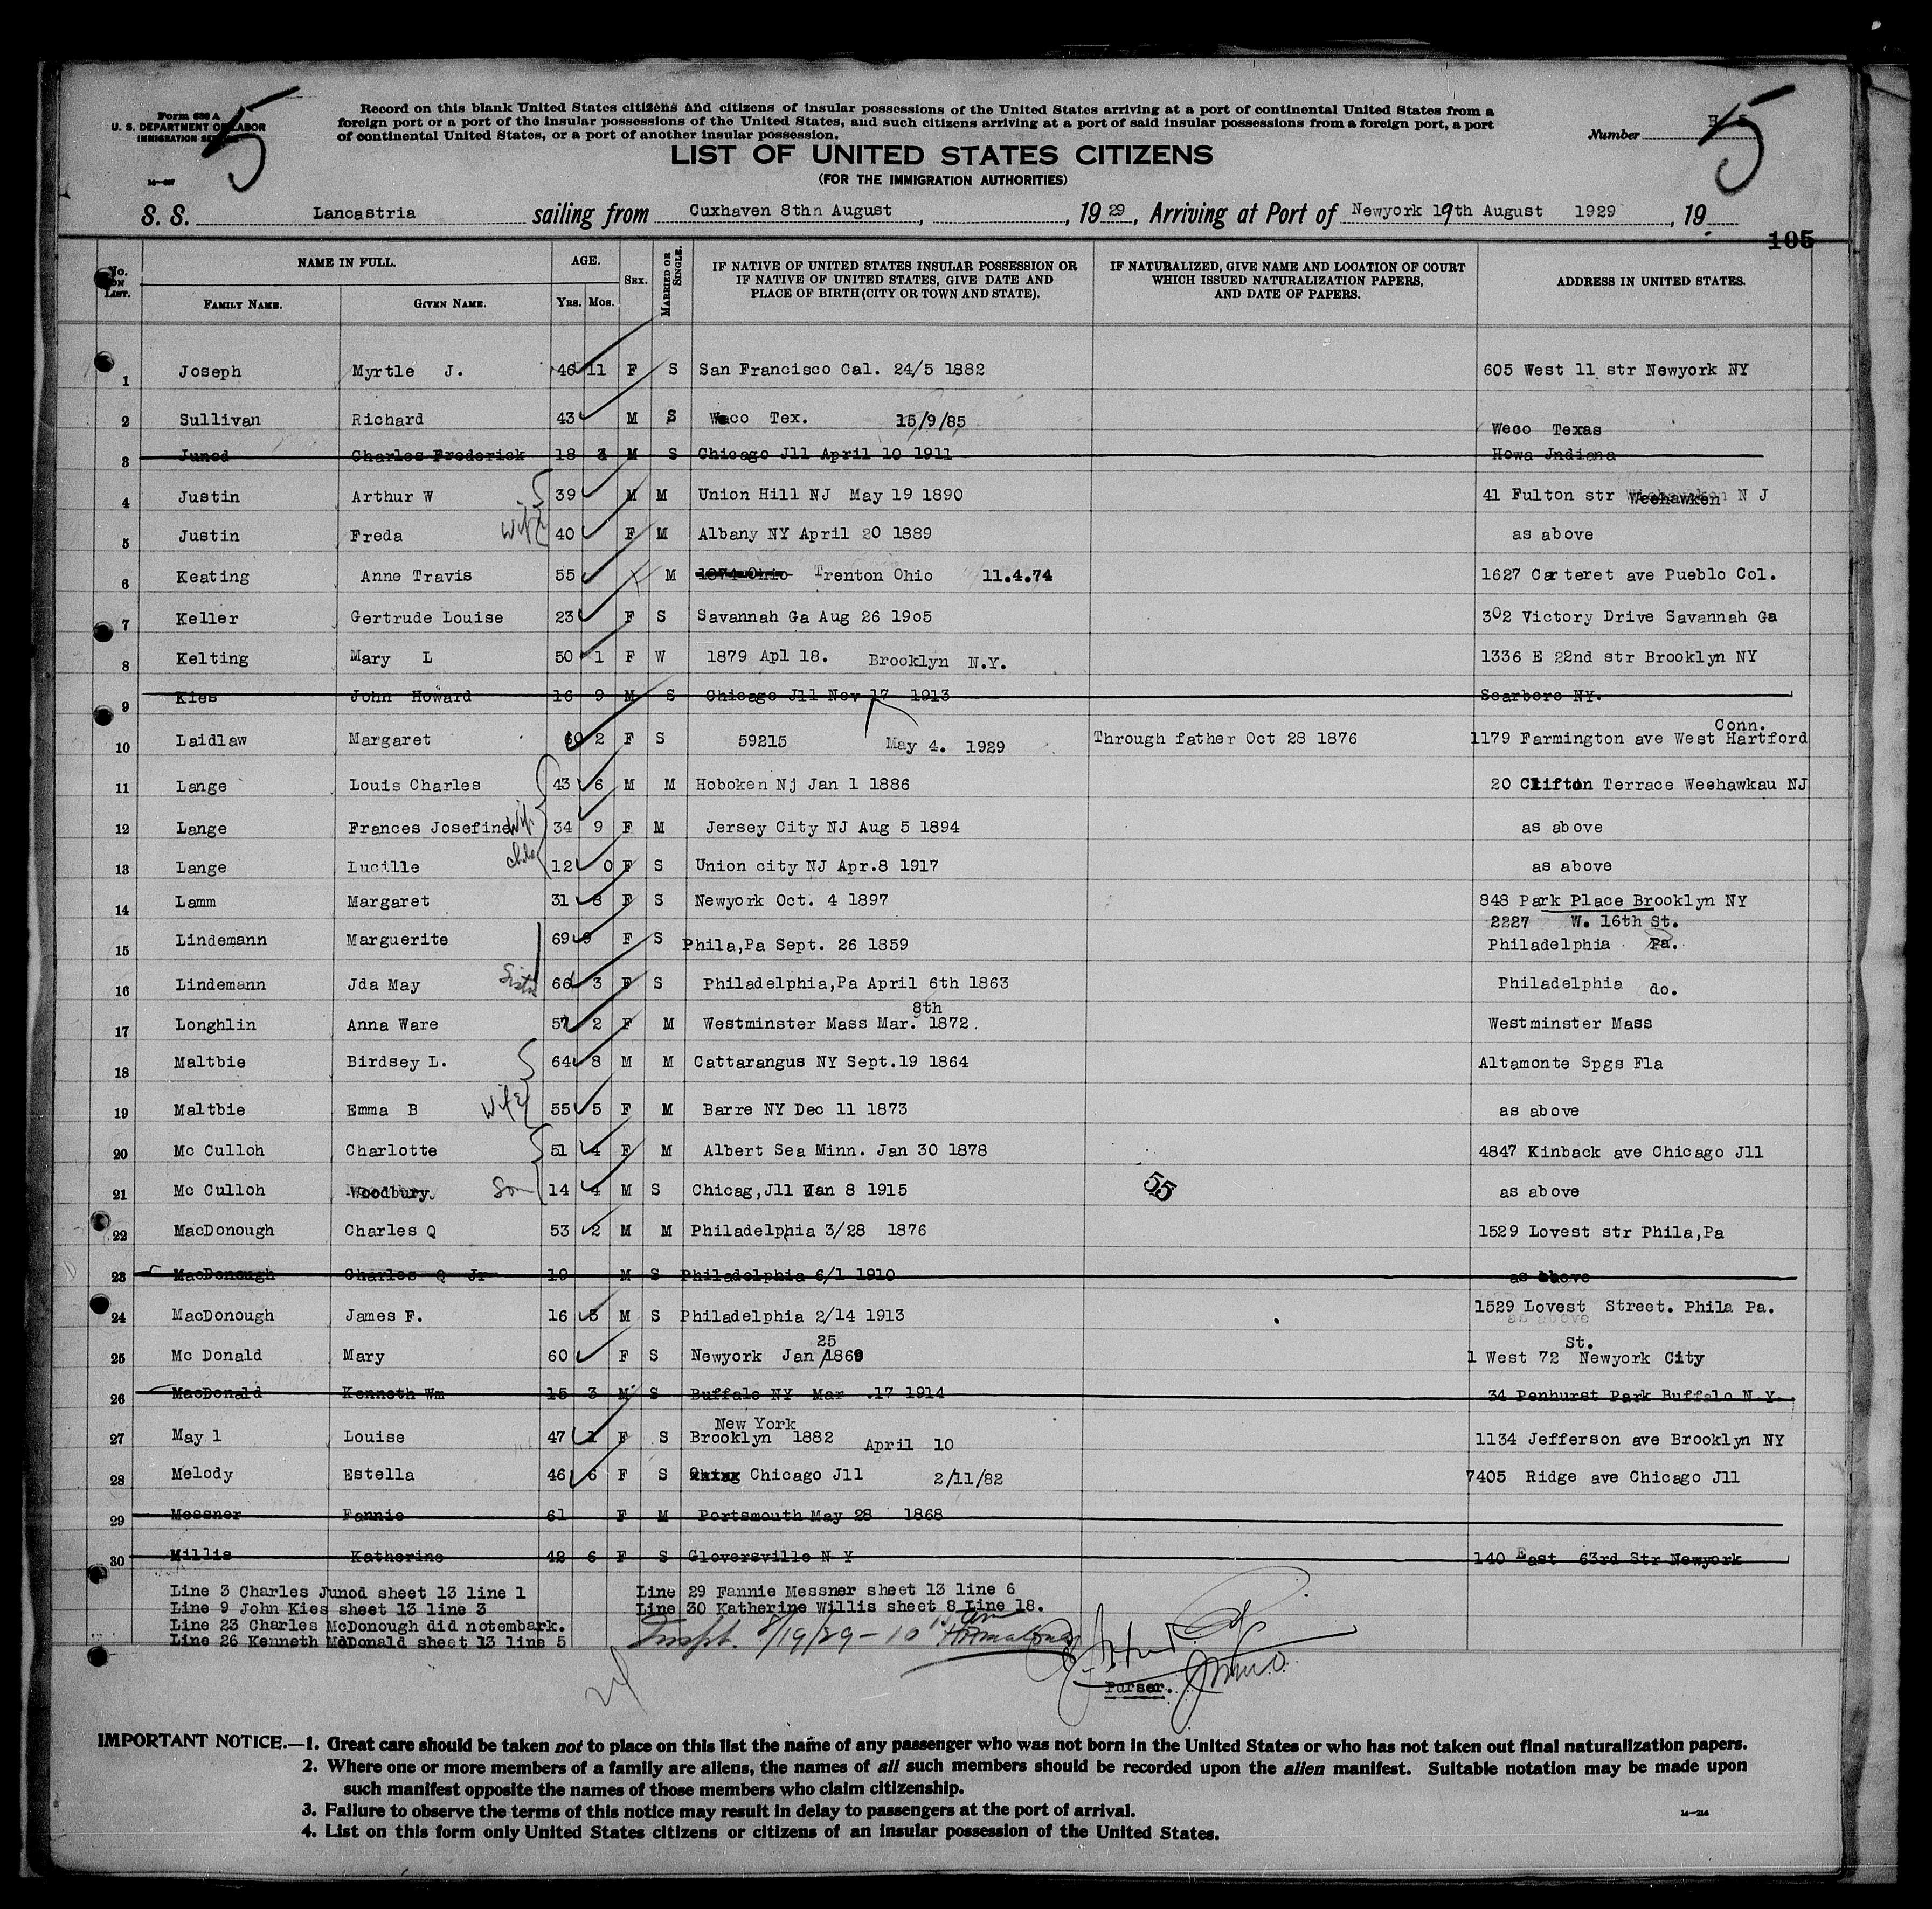 5
5
Form 630 A
U. S. DEPARTMENT OF LABOR
IMMIGRATION
Record on this blank United States citizens and citizens of insular possessions of the United States arriving at a port of continental United States from a
foreign port or a port of the insular possessions of the United States, and such citizens arriving at a port of said insular possessions from a foreign port, a port
of continental United States, or a port of another insular possession.
Number H 5
LIST OF UNITED STATES CITIZENS
(FOR THE IMMIGRATION AUTHORITIES)
S. S. Lancastria sailing from Cuxhaven 8thn August , , 19 29, Arriving at Port of Newyork 19th August 1929 , 19
105
No. ON LIST. NAME IN FULL. AGE. SEX. MARRIED OR SINGLE. IF NATIVE OF UNITED STATES INSULAR POSSESSION OR IF NATIVE OF UNITED STATES, GIVE DATE AND PLACE OF BIRTH (CITY OR TOWN AND STATE). IF NATURALIZED, GIVE NAME AND LOCATION OF COURT WHICH ISSUED NATURALIZATION PAPERS, AND DATE OF PAPERS. ADDRESS IN UNITED STATES.
FAMILY NAME. GIVEN NAME. YRS. MOS.
1 Joseph Myrtle J. 46 11 F S San Francisco Cal. 24/5 1882 605 West 11 str Newyork NY
2 Sullivan Richard 43 M S Waco Tex. 15/9/85 Weco Texas
3 Junod Charles Frederick 18 3 M S Chicago Jll April 10 1911 Howa Jndiana
4 Justin Arthur W 39 M M Union Hill NJ May 19 1890 41 Fulton str Weehawken N J
5 Justin Freda wife 40 F M Albany NY April 20 1889 as above
6 Keating Anne Travis 55 M 1874 Ohio Trenton Ohio 11.4.74 1627 Carteret ave Pueblo Col.
7 Keller Gertrude Louise 23 F S Savannah Ga Aug 26 1905 302 Victory Drive Savannah Ga
8 Kelting Mary L 50 1 F W 1879 Apl 18. Brooklyn N.Y. 1336 E 22nd str Brooklyn NY
9 Kies John Howard 16 9 M S Chicago Jll Nov 17 1913 Scarboro NY.
10 Laidlaw Margaret 60 2 F S 59215 May 4. 1929 Through father Oct 28 1876 1179 Farmington ave West Hartford Conn.
11 Lange Louis Charles 43 6 M M Hoboken Nj Jan 1 1886 20 Clifton Terrace Weehawkau NJ
12 Lange Frances Josefine wife 34 9 F M Jersey City NJ Aug 5 1894 as above
13 Lange Lucille child 12 0 F S Union city NJ Apr.8 1917 as above
14 Lamm Margaret 31 8 F S Newyork Oct. 4 1897 848 Park Place Brooklyn NY
15 Lindemann Marguerite 69 9 F S Phila,Pa Sept. 26 1859 2227 W. 16th St. Philadelphia Pa.
16 Lindemann Jda May Sister 66 3 F S Philadelphia,Pa April 6th 1863 Philadelphia do.
17 Longhlin Anna Ware 57 2 F M Westminster Mass Mar. 8th 1872. Westminster Mass
18 Maltbie Birdsey L. 64 8 M M Cattarangus NY Sept.19 1864 Altamonte Spgs Fla
19 Maltbie Emma B wife 55 5 F M Barre NY Dec 11 1873 as above
20 Mc Culloh Charlotte 51 4 F M Albert Sea Minn. Jan 30 1878 4847 Kinback ave Chicago Jll
21 Mc Culloh Woodbury. Son 14 4 M S Chicag,Jll Jan 8 1915 55 as above
22 MacDonough Charles Q 53 2 M M Philadelphia 3/28 1876 1529 Lovest str Phila,Pa
23 MacDonough Charles Q Jr 19 M S Philadelphia 6/1 1910 as above
24 MacDonough James F. 16 5 M S Philadelphia 2/14 1913 1529 Lovest Street. Phila Pa.
25 Mc Donald Mary 60 F S Newyork Jan 25/1869 1 West 72 St. Newyork City
26 MacDonald Kenneth Wm 15 3 M S Buffalo NY Mar .17 1914 34 Penhurst Park Buffalo N.Y.
27 May l Louise 47 1 F S Brooklyn New York 1882 April 10 1134 Jefferson ave Brooklyn NY
28 Melody Estella 46 6 F S Chicago Jll 2/11/82 7405 Ridge ave Chicago Jll
29 Messner Fannie 61 F M Portsmouth May 28 1868
30 Millis Katherine 42 6 F S Gloversville N Y 140 East 63rd Str Newyork
Line 3 Charles Junod sheet 13 line 1 Line 29 Fannie Messner sheet 13 line 6
Line 9 John Kies sheet 13 line 3 Line 30 Katherine Willis sheet 8 Line 18.
Line 23 Charles McDonough did notembark.
Line 26 Kenneth McDonald sheet 13 line 5
Inspt. 8/19/29 - 10
Purser.
IMPORTANT NOTICE.—1. Great care should be taken not to place on this list the name of any passenger who was not born in the United States or who has not taken out final naturalization papers.
2. Where one or more members of a family are aliens, the names of all such members should be recorded upon the alien manifest. Suitable notation may be made upon
such manifest opposite the names of those members who claim citizenship.
3. Failure to observe the terms of this notice may result in delay to passengers at the port of arrival.
14—214
4. List on this form only United States citizens or citizens of an insular possession of the United States.